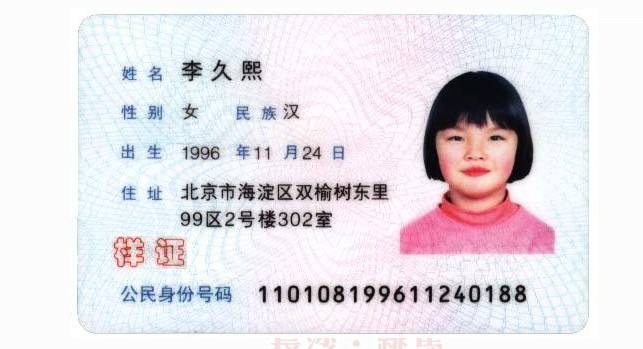 姓名 李久熙
性别 女 民族 汉
出生 1996 年 11 月 24 日
住址 北京市海淀区双榆树东里
99区2号楼302室
样证
公民身份号码 110108199611240188